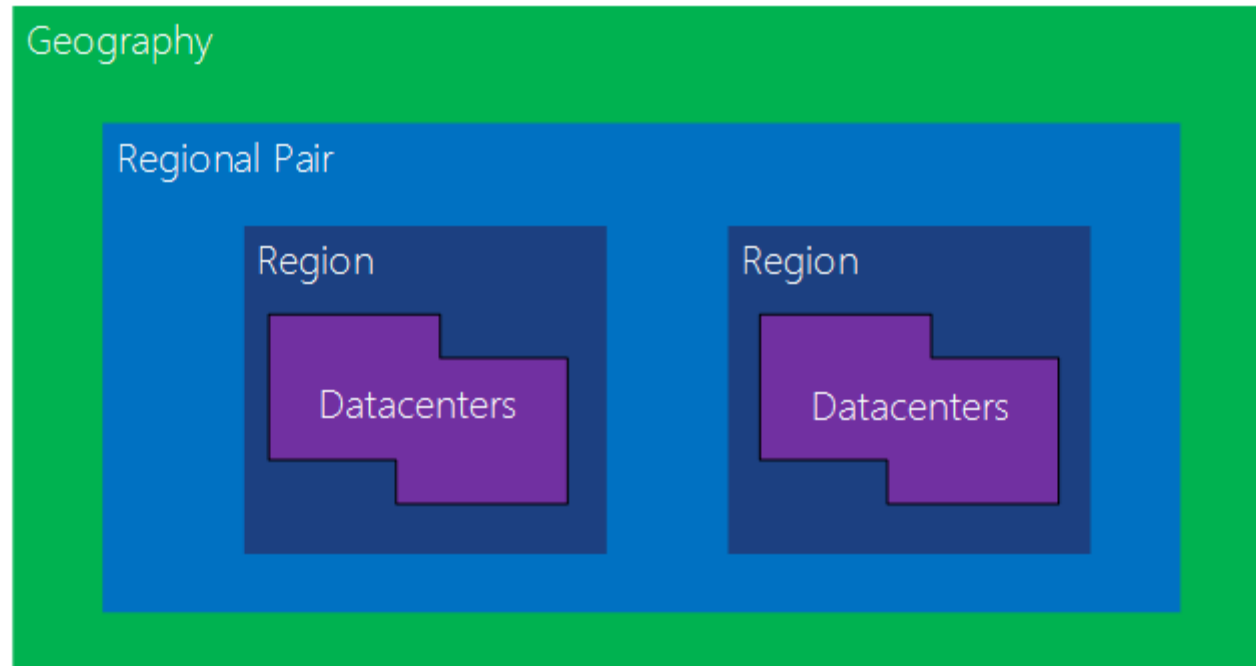 Geography
Regional Pair
Region
Region
Datacenters
Datacenters